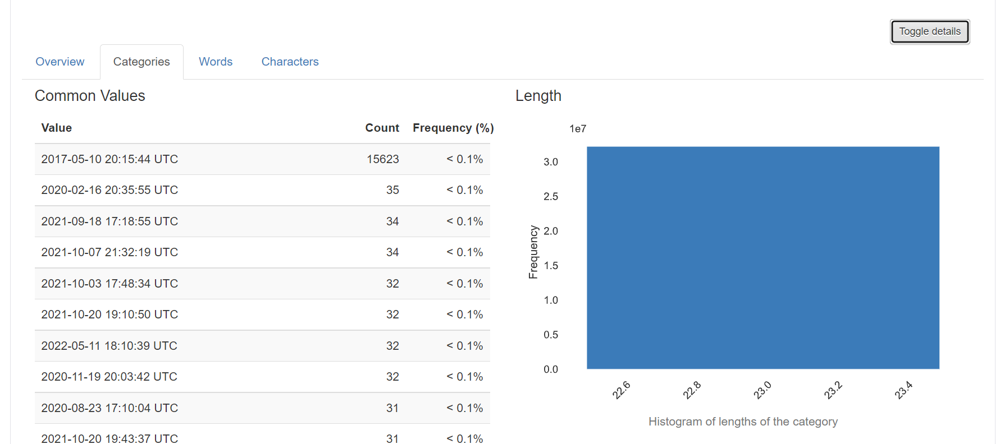 Toggle details
Overview Categories Words Characters
Common Values
Value Count Frequency (%)
2017-05-10 20:15:44 UTC 15623 < 0.1%
2020-02-16 20:35:55 UTC 35 < 0.1%
2021-09-18 17:18:55 UTC 34 < 0.1%
2021-10-07 21:32:19 UTC 34 < 0.1%
2021-10-03 17:48:34 UTC 32 < 0.1%
2021-10-20 19:10:50 UTC 32 < 0.1%
2022-05-11 18:10:39 UTC 32 < 0.1%
2020-11-19 20:03:42 UTC 32 < 0.1%
2020-08-23 17:10:04 UTC 31 < 0.1%
2021-10-20 19:43:37 UTC 31 < 0.1%
Length
1e7
3.0
2.5
2.0
1.5
1.0
0.5
0.0
Frequency
22.6 22.8 23.0 23.2 23.4
Histogram of lengths of the category